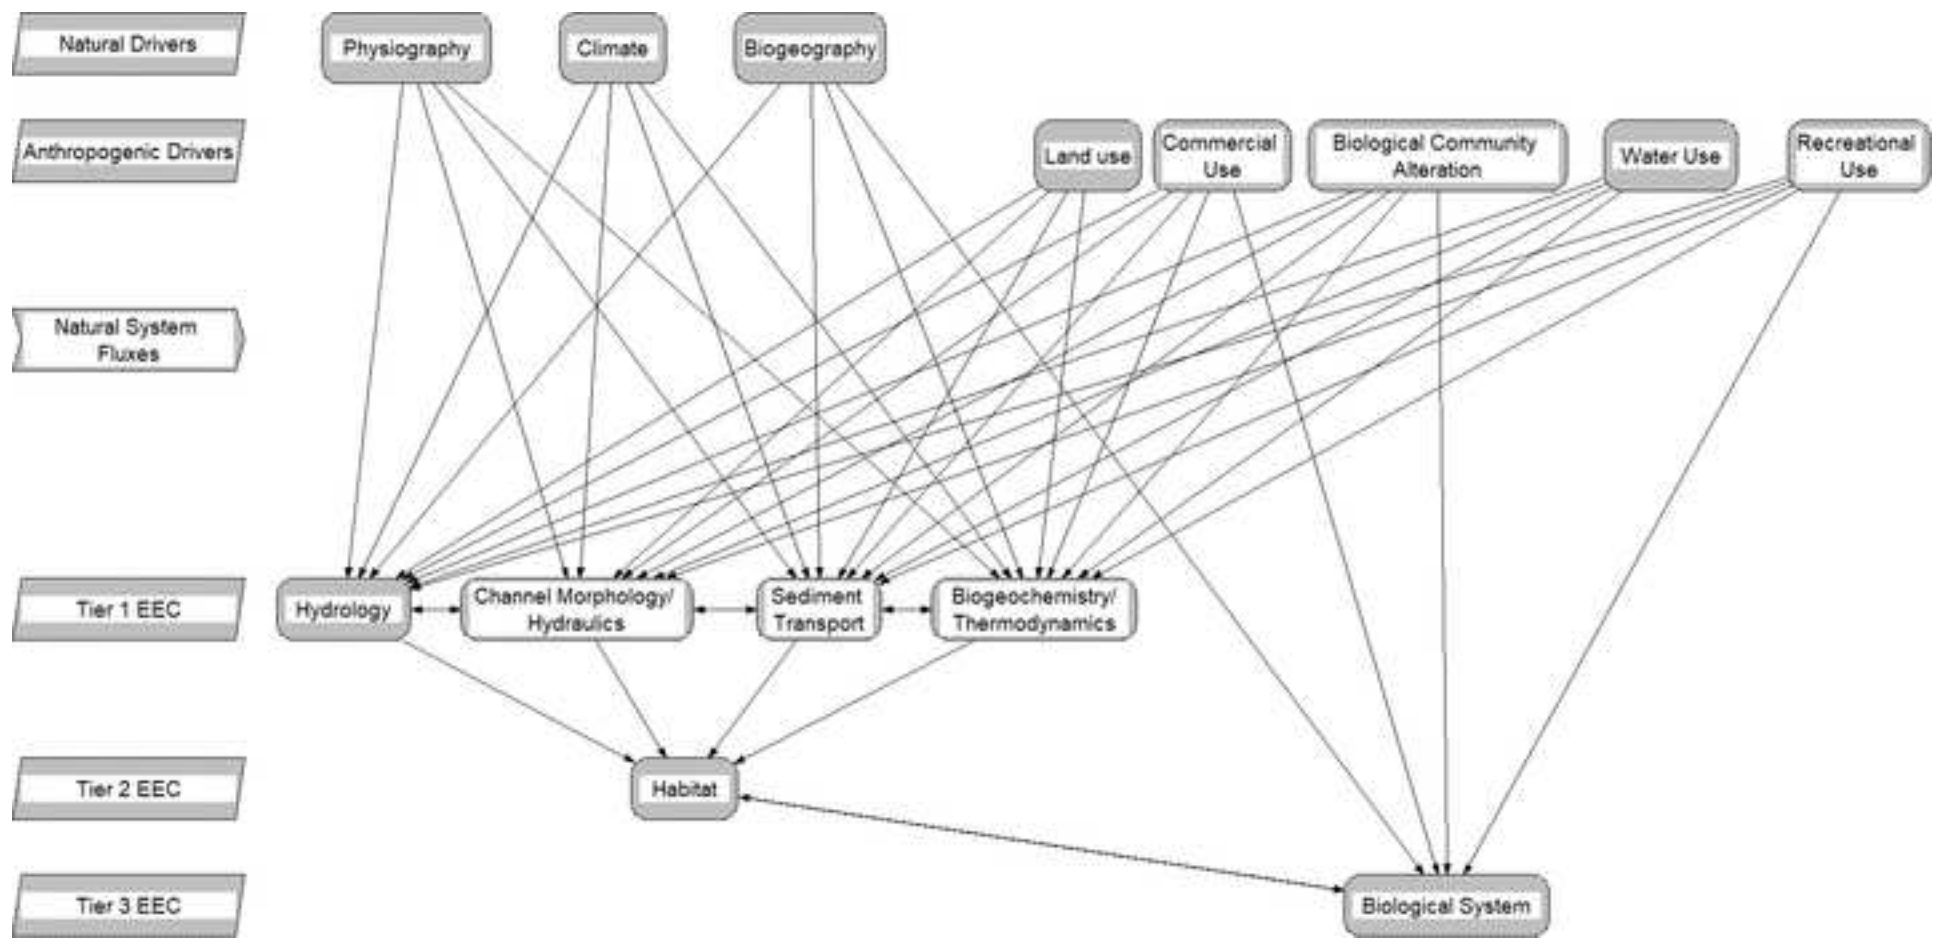 Natural Drivers
Physiography
Climate
Biogeography
Anthropogenic Drivers
Land use
Commercial
Use
Biological Community
Alteration
Water Use
Recreational
Use
Natural System
Fluxes
Tier 1 EEC
Hydrology
Channel Morphology/
Hydraulics
Sediment
Transport
Biogeochemistry/
Thermodynamics
Tier 2 EEC
Habitat
Tier 3 EEC
Biological System